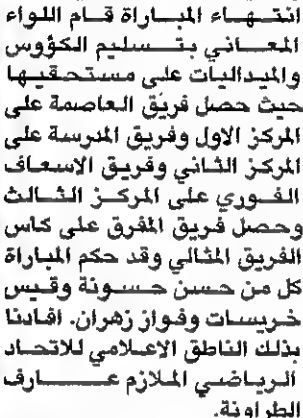 انتهاء المباراة قام اللواء
المعاني بتسليم الكؤوس
والميداليات على مستحقيها
حيث حصل فريق العاصمة على
المركز الاول وفريق المدرسة على
المركز الثاني وفريق الاسعاف
الفوري على المركز الثالث
وحصل فريق المفرق على كاس
الفريق المثالي وقد حكم المباراة
كل من حسن حسونة وقيس
خريسات وفواز زهران. افادنا
بذلك الناطق الاعلامي للاتحاد
الرياضي الملازم عارف
الطراونة.